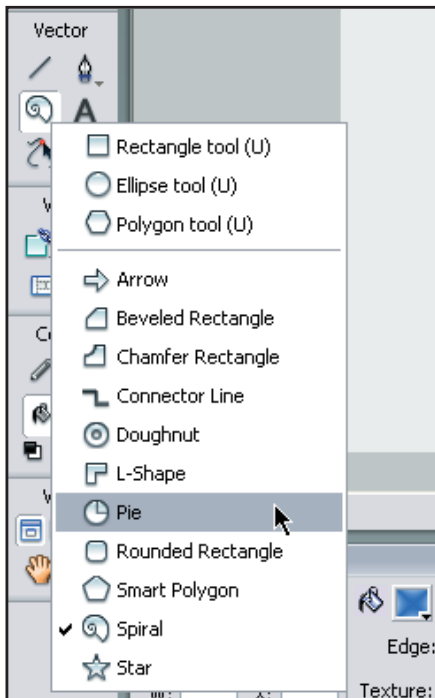 Vector
A
Rectangle tool (U)
Ellipse tool (U)
Polygon tool (U)
Arrow
Beveled Rectangle
Chamfer Rectangle
Connector Line
Doughnut
L-Shape
Pie
Rounded Rectangle
Smart Polygon
Spiral
Star
Edge:
Texture: